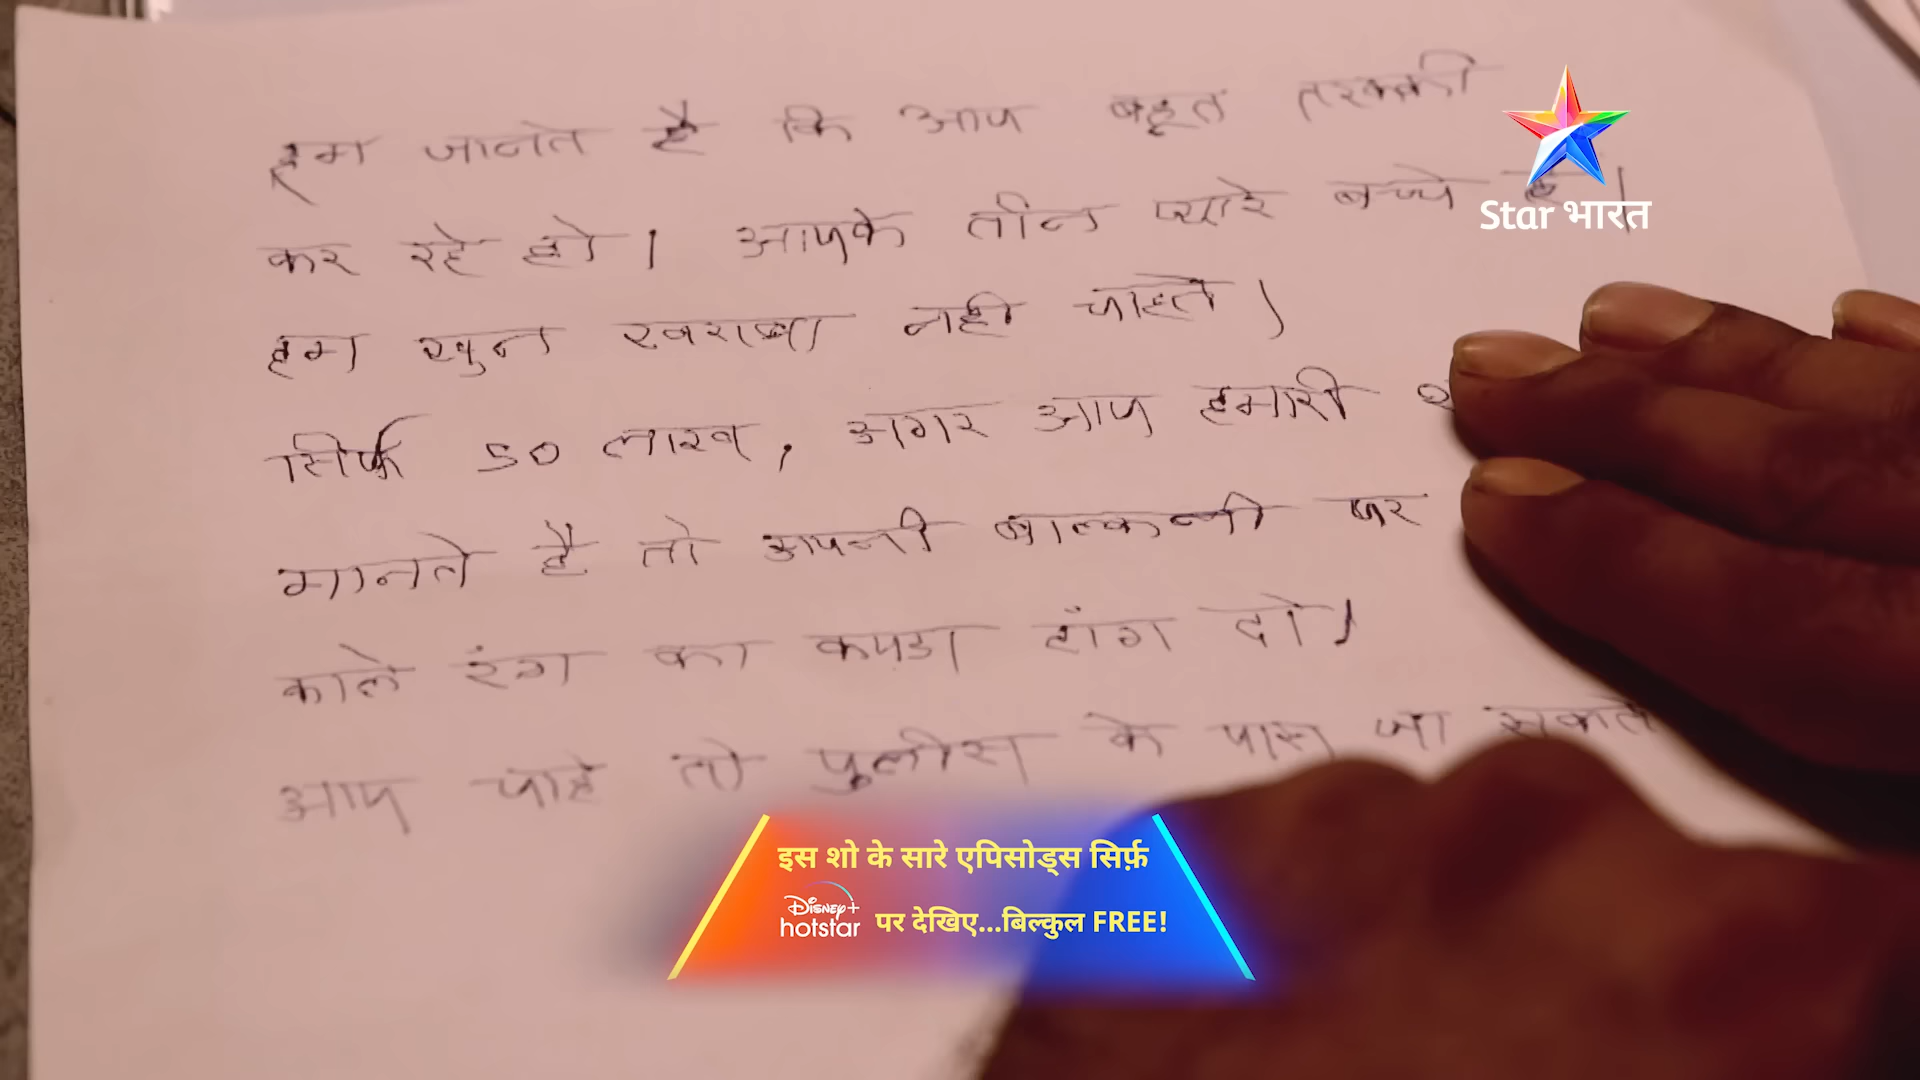 हम जानते है कि आप बहुत तरक्की
कर रहे हो। आपके तीन प्यारे बच्चे है।
हम खुन खराबा नही चाहते।
सिर्फ 50 लाख, अगर आप हमारी
मानते है तो अपनी बाल्कनी पर
काले रंग का कपडा टाँग दो।
आप चाहे तो पुलीस के पास जा सकते
Star भारत
इस शो के सारे एपिसोड्स सिर्फ़
Disney+ hotstar पर देखिए...बिल्कुल FREE!